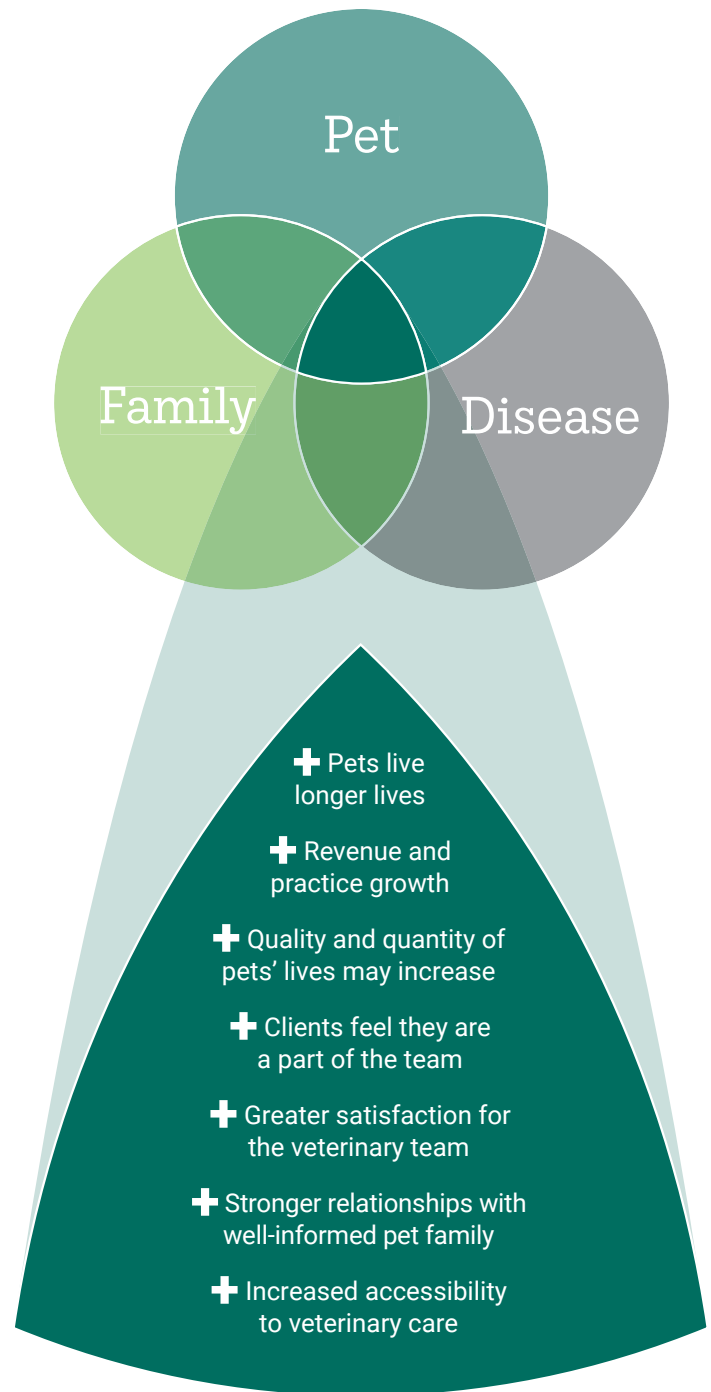 Pet
Family
Disease
+ Pets live
longer lives
+ Revenue and
practice growth
+ Quality and quantity of
pets’ lives may increase
+ Clients feel they are
a part of the team
+ Greater satisfaction for
the veterinary team
+ Stronger relationships with
well-informed pet family
+ Increased accessibility
to veterinary care